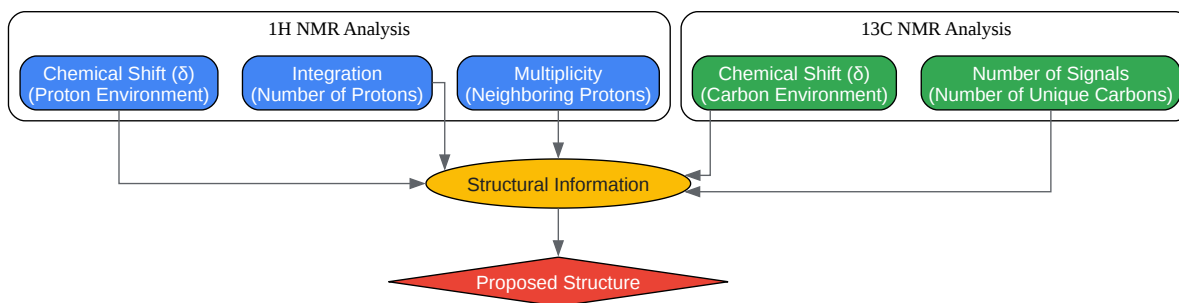 1H NMR Analysis
13C NMR Analysis
Chemical Shift (δ)
(Proton Environment)
Integration
(Number of Protons)
Multiplicity
(Neighboring Protons)
Chemical Shift (δ)
(Carbon Environment)
Number of Signals
(Number of Unique Carbons)
Structural Information
Proposed Structure